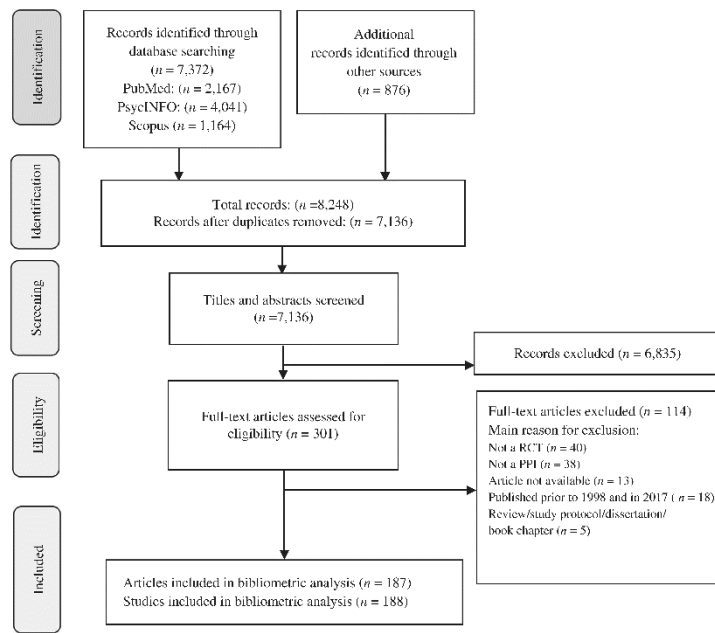 Identification
Records identified through
database searching
(n = 7,372)
PubMed: (n = 2,167)
PsycINFO: (n = 4,041)
Scopus (n = 1,164)
Additional
records identified through
other sources
(n = 876)
Identification
Total records: (n =8,248)
Records after duplicates removed: (n = 7,136)
Screening
Titles and abstracts screened
(n =7,136)
Records excluded (n = 6,835)
Eligibility
Full-text articles assessed for
eligibility (n = 301)
Full-text articles excluded (n = 114)
Main reason for exclusion:
Not a RCT (n = 40)
Not a PPI (n = 38)
Article not available (n = 13)
Published prior to 1998 and in 2017 ( n = 18)
Review/study protocol/dissertation/
book chapter (n = 5)
Included
Articles included in bibliometric analysis (n = 187)
Studies included in bibliometric analysis (n = 188)